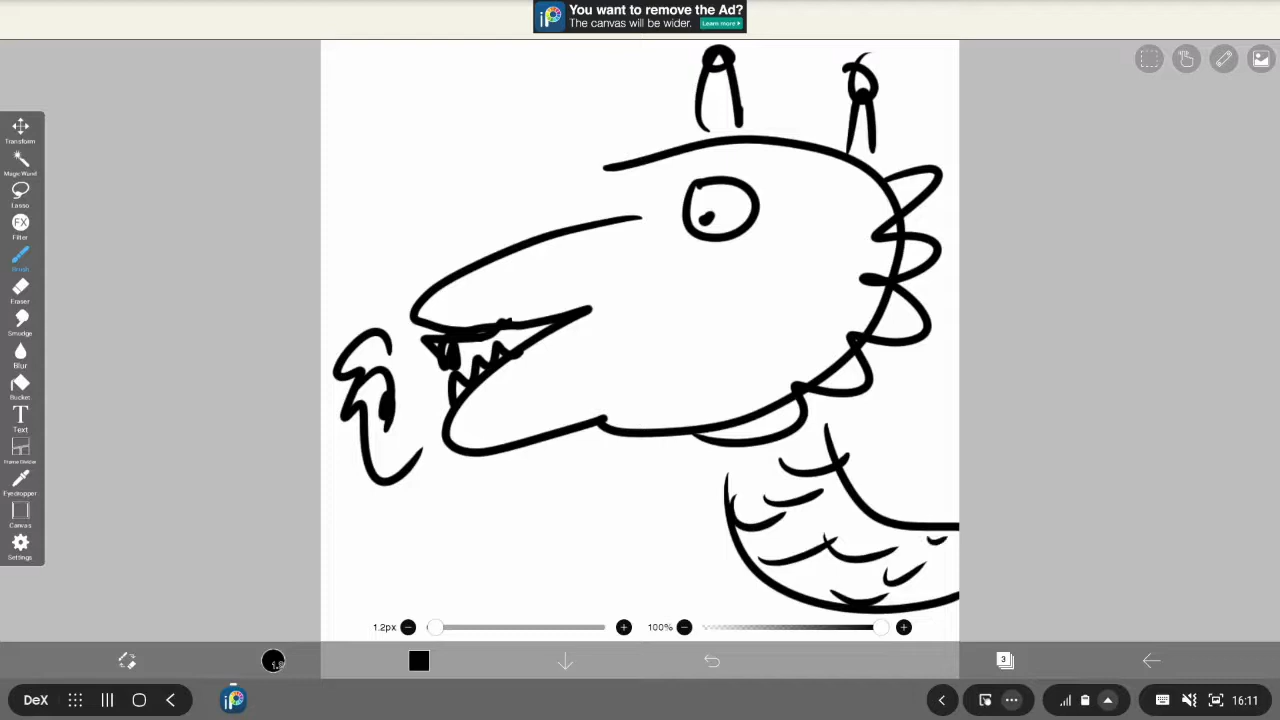 You want to remove the Ad?
The canvas will be wider.
Learn more
Transform
Magic Wand
Lasso
FX
Filter
Brush
Eraser
Smudge
Blur
Bucket
T
Text
Frame Divider
Eyedropper
Canvas
Settings
1.2px
100%
3
DeX
iP
16:11